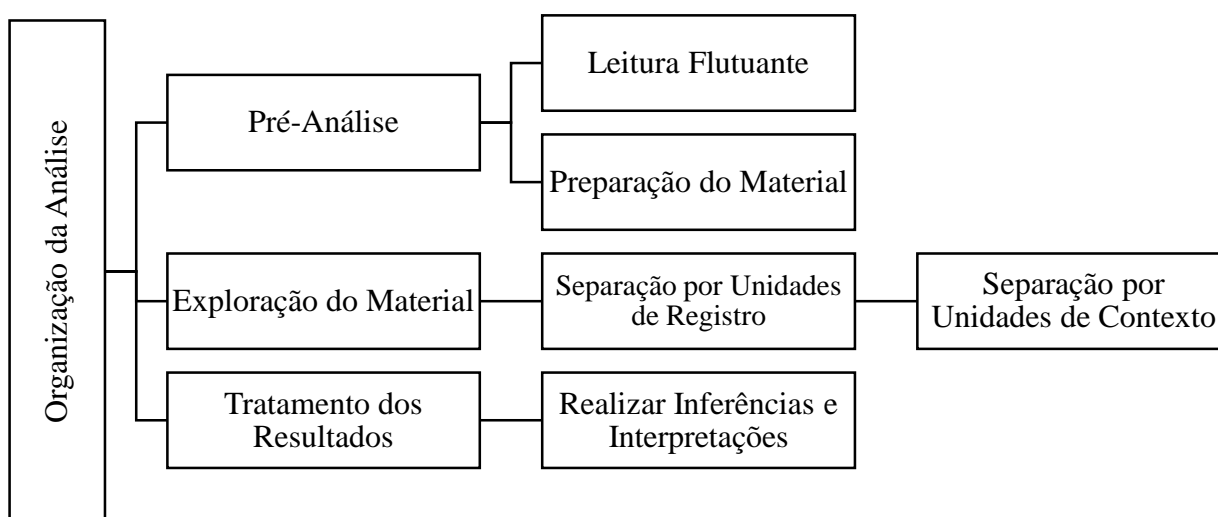 Organização da Análise
Pré-Análise
Leitura Flutuante
Preparação do Material
Exploração do Material
Separação por Unidades
de Registro
Separação por
Unidades de Contexto
Tratamento dos
Resultados
Realizar Inferências e
Interpretações